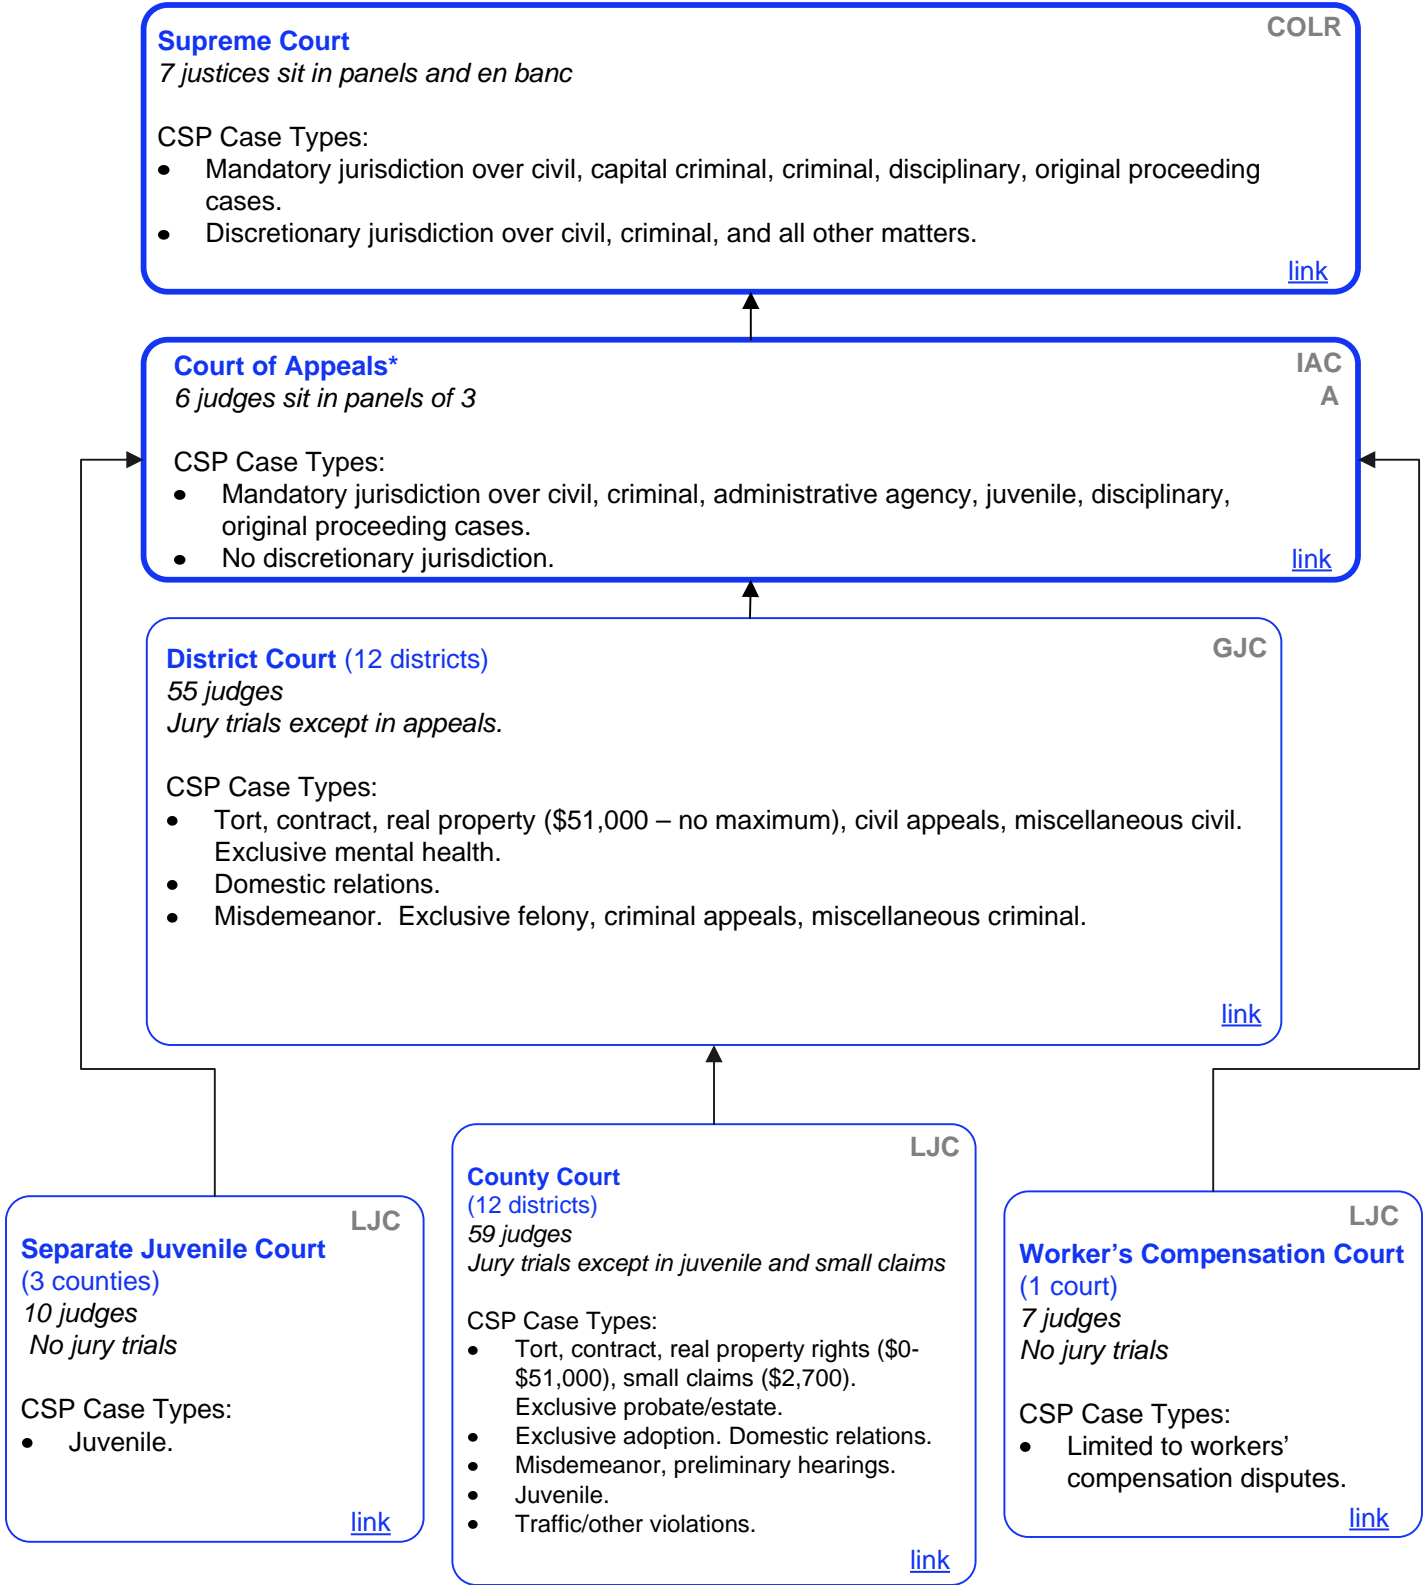 COLR
Supreme Court
7 justices sit in panels and en banc
CSP Case Types:
• Mandatory jurisdiction over civil, capital criminal, criminal, disciplinary, original proceeding
cases.
• Discretionary jurisdiction over civil, criminal, and all other matters.
link
IAC
A
Court of Appeals*
6 judges sit in panels of 3
CSP Case Types:
• Mandatory jurisdiction over civil, criminal, administrative agency, juvenile, disciplinary,
original proceeding cases.
• No discretionary jurisdiction.
link
GJC
District Court (12 districts)
55 judges
Jury trials except in appeals.
CSP Case Types:
• Tort, contract, real property ($51,000 – no maximum), civil appeals, miscellaneous civil.
Exclusive mental health.
• Domestic relations.
• Misdemeanor. Exclusive felony, criminal appeals, miscellaneous criminal.
link
LJC
Separate Juvenile Court
(3 counties)
10 judges
No jury trials
CSP Case Types:
• Juvenile.
link
LJC
County Court
(12 districts)
59 judges
Jury trials except in juvenile and small claims
CSP Case Types:
• Tort, contract, real property rights ($0-
$51,000), small claims ($2,700).
Exclusive probate/estate.
• Exclusive adoption. Domestic relations.
• Misdemeanor, preliminary hearings.
• Juvenile.
• Traffic/other violations.
link
LJC
Worker's Compensation Court
(1 court)
7 judges
No jury trials
CSP Case Types:
• Limited to workers'
compensation disputes.
link